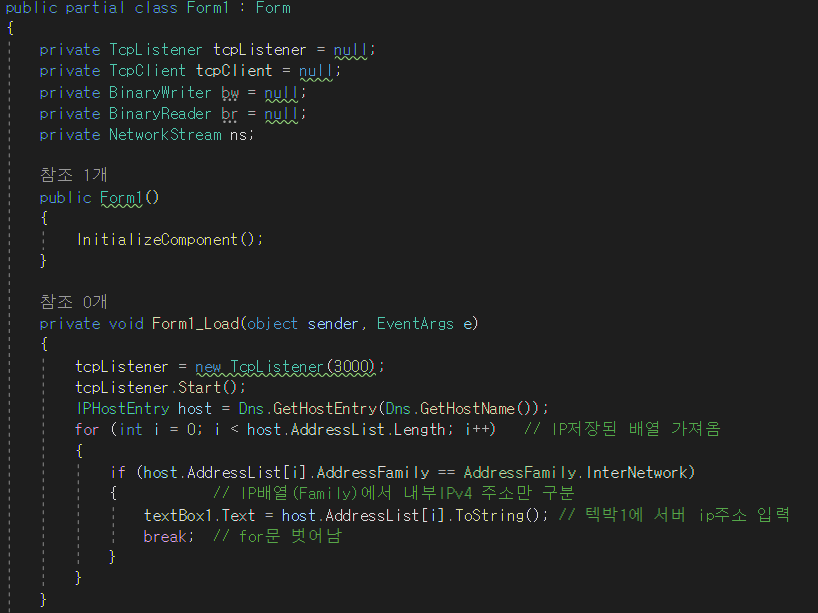 public partial class Form1 : Form
{
private TcpListener tcpListener = null;
private TcpClient tcpClient = null;
private BinaryWriter bw = null;
private BinaryReader br = null;
private NetworkStream ns;
참조 1개
public Form1()
{
InitializeComponent();
}
참조 0개
private void Form1_Load(object sender, EventArgs e)
{
tcpListener = new TcpListener(3000);
tcpListener.Start();
IPHostEntry host = Dns.GetHostEntry(Dns.GetHostName());
for (int i = 0; i < host.AddressList.Length; i++) // IP저장된 배열 가져옴
{
if (host.AddressList[i].AddressFamily == AddressFamily.InterNetwork)
{ // IP배열(Family)에서 내부IPv4 주소만 구분
textBox1.Text = host.AddressList[i].ToString(); // 텍박1에 서버 ip주소 입력
break; // for문 벗어남
}
}
}